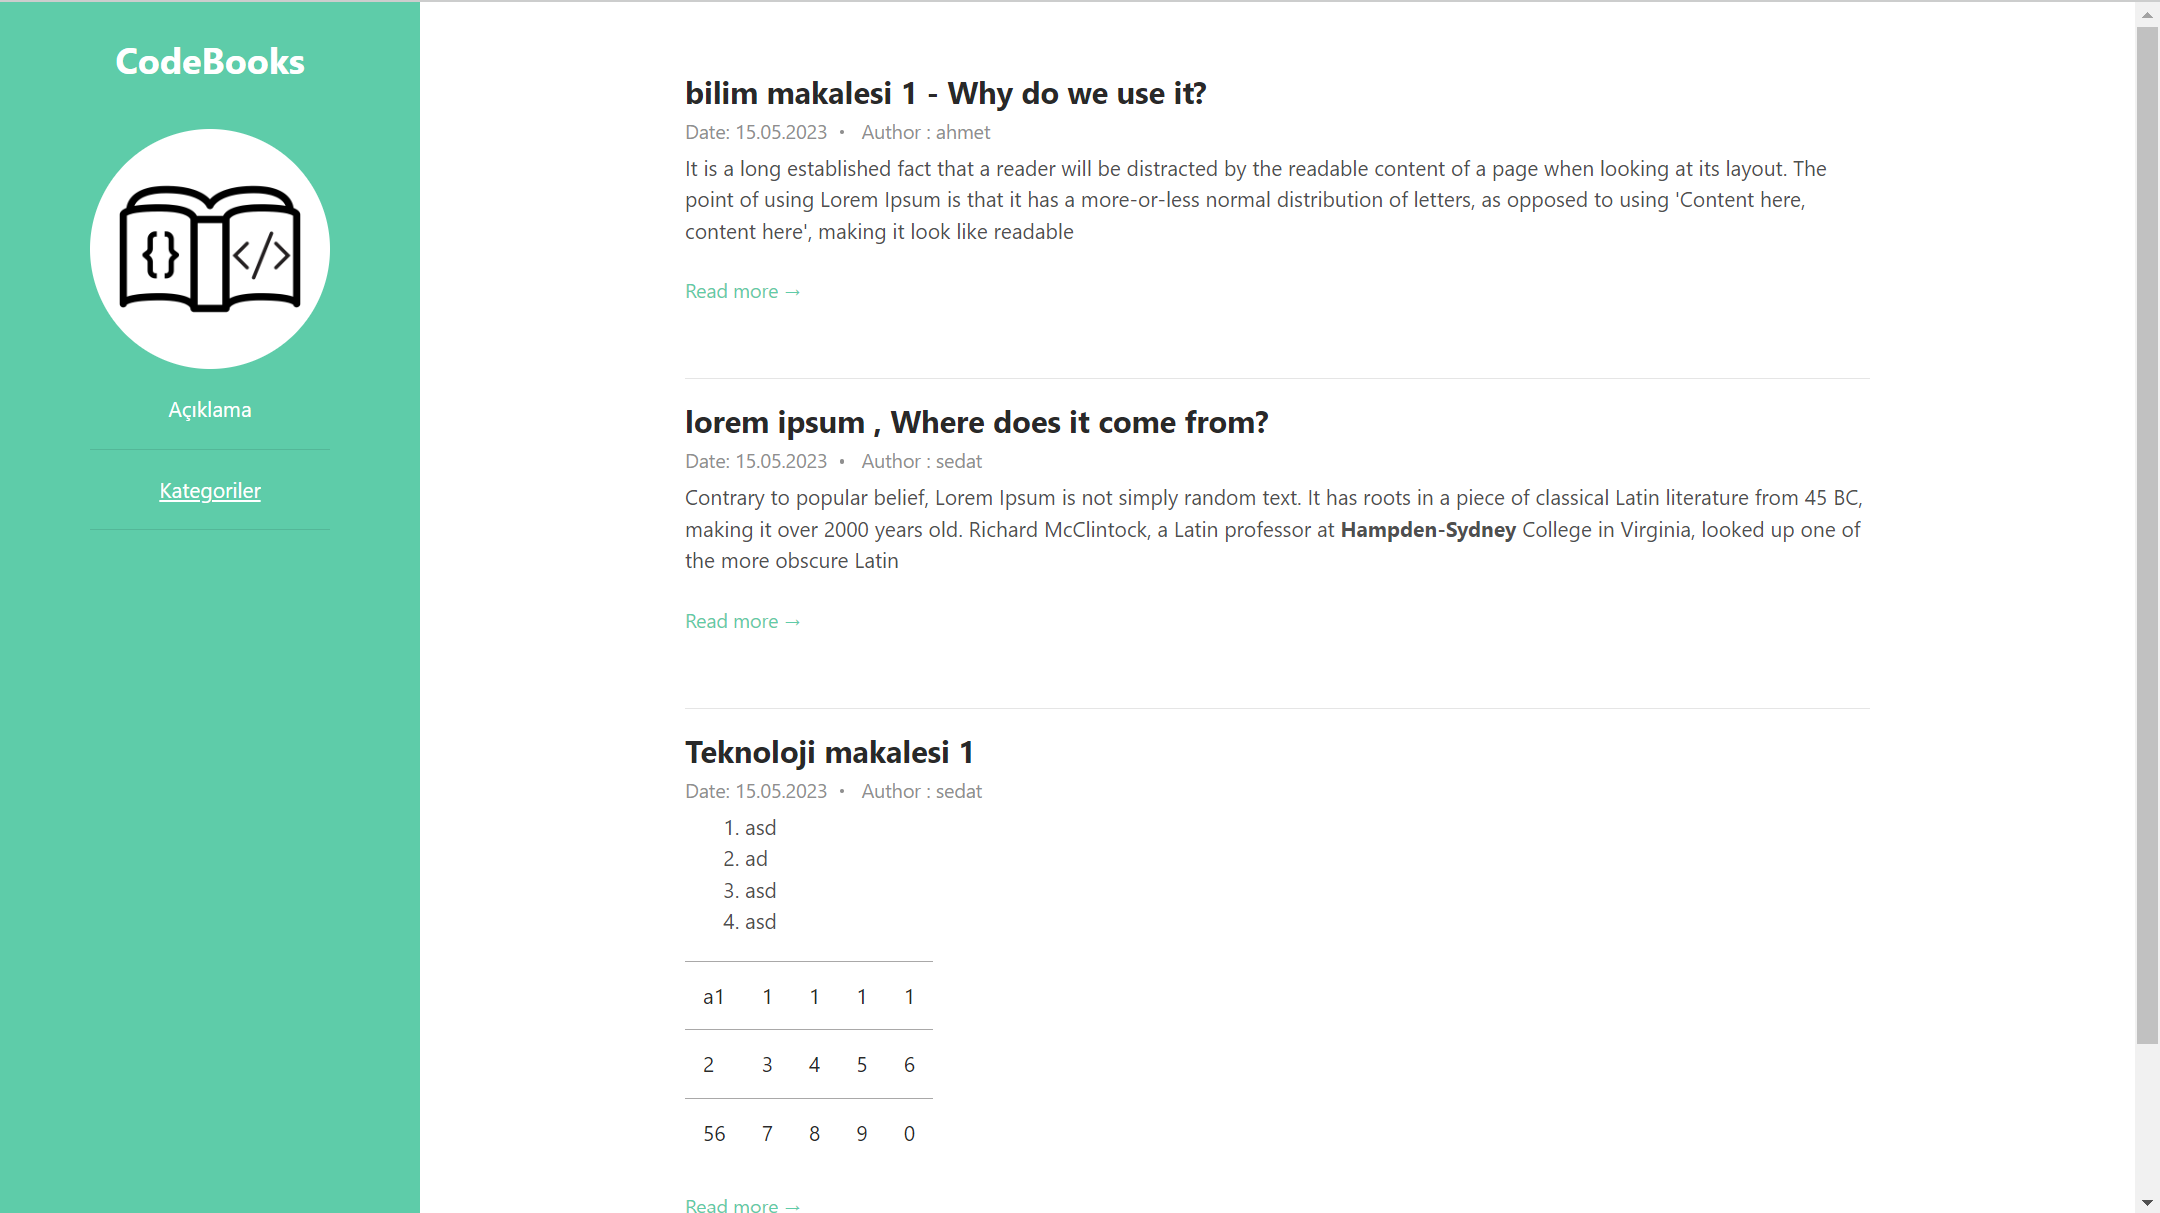 CodeBooks
{} </>
Açıklama
Kategoriler
bilim makalesi 1 - Why do we use it?
Date: 15.05.2023 • Author : ahmet
It is a long established fact that a reader will be distracted by the readable content of a page when looking at its layout. The
point of using Lorem Ipsum is that it has a more-or-less normal distribution of letters, as opposed to using 'Content here,
content here', making it look like readable
Read more →
lorem ipsum , Where does it come from?
Date: 15.05.2023 • Author : sedat
Contrary to popular belief, Lorem Ipsum is not simply random text. It has roots in a piece of classical Latin literature from 45 BC,
making it over 2000 years old. Richard McClintock, a Latin professor at Hampden-Sydney College in Virginia, looked up one of
the more obscure Latin
Read more →
Teknoloji makalesi 1
Date: 15.05.2023 • Author : sedat
1. asd
2. ad
3. asd
4. asd
a1 1 1 1 1
2 3 4 5 6
56 7 8 9 0
Read more →